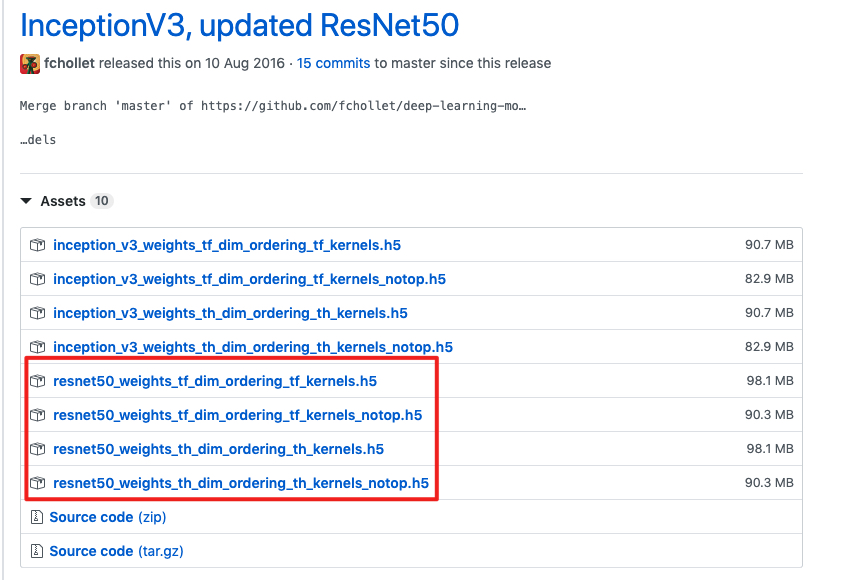 InceptionV3, updated ResNet50
fchollet released this on 10 Aug 2016 · 15 commits to master since this release
Merge branch 'master' of https://github.com/fchollet/deep-learning-mo…
…dels
Assets 10
inception_v3_weights_tf_dim_ordering_tf_kernels.h5 90.7 MB
inception_v3_weights_tf_dim_ordering_tf_kernels_notop.h5 82.9 MB
inception_v3_weights_th_dim_ordering_th_kernels.h5 90.7 MB
inception_v3_weights_th_dim_ordering_th_kernels_notop.h5 82.9 MB
resnet50_weights_tf_dim_ordering_tf_kernels.h5 98.1 MB
resnet50_weights_tf_dim_ordering_tf_kernels_notop.h5 90.3 MB
resnet50_weights_th_dim_ordering_th_kernels.h5 98.1 MB
resnet50_weights_th_dim_ordering_th_kernels_notop.h5 90.3 MB
Source code (zip)
Source code (tar.gz)